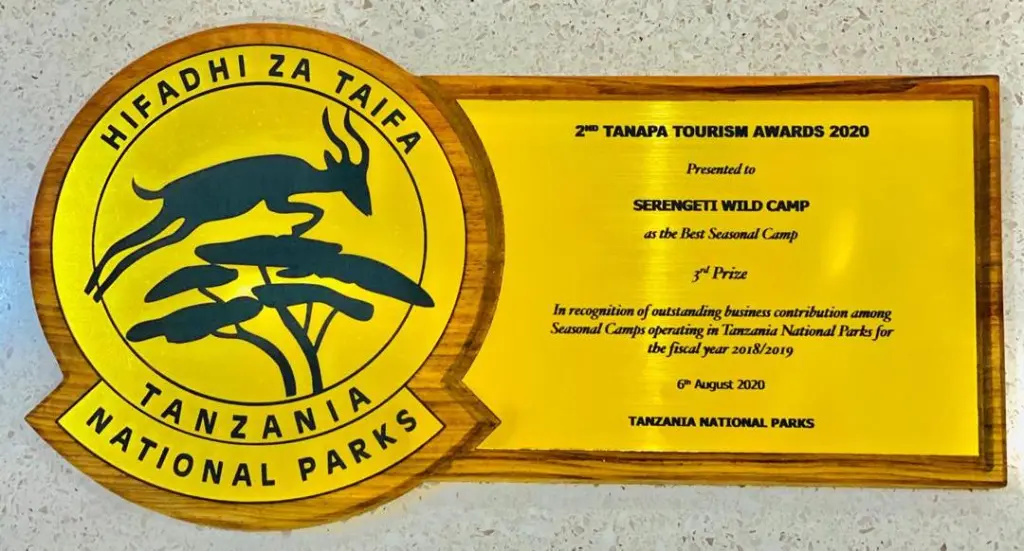 HIFADHI ZA TAIFA
TANZANIA
NATIONAL PARKS
2ND TANAPA TOURISM AWARDS 2020
Presented to
SERENGETI WILD CAMP
as the Best Seasonal Camp
3rd Prize
In recognition of outstanding business contribution among
Seasonal Camps operating in Tanzania National Parks for
the fiscal year 2018/2019
6th August 2020
TANZANIA NATIONAL PARKS